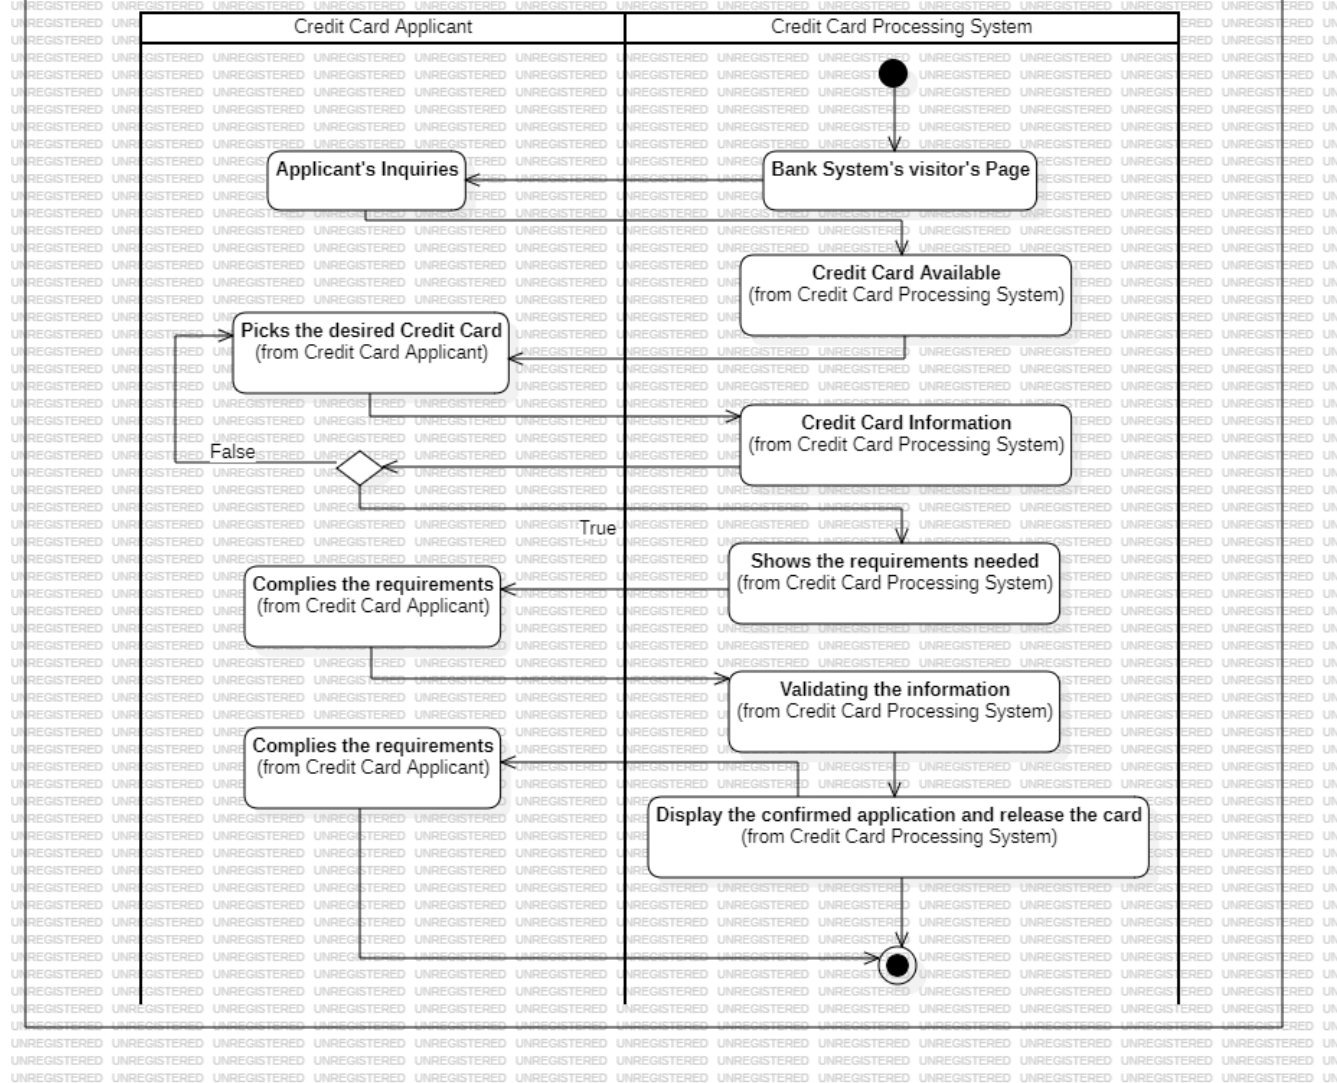 Credit Card Applicant
Credit Card Processing System
Applicant's Inquiries
Bank System's visitor's Page
Credit Card Available
(from Credit Card Processing System)
Picks the desired Credit Card
(from Credit Card Applicant)
Credit Card Information
(from Credit Card Processing System)
False
True
Shows the requirements needed
(from Credit Card Processing System)
Complies the requirements
(from Credit Card Applicant)
Validating the information
(from Credit Card Processing System)
Complies the requirements
(from Credit Card Applicant)
Display the confirmed application and release the card
(from Credit Card Processing System)
UNREGISTERED